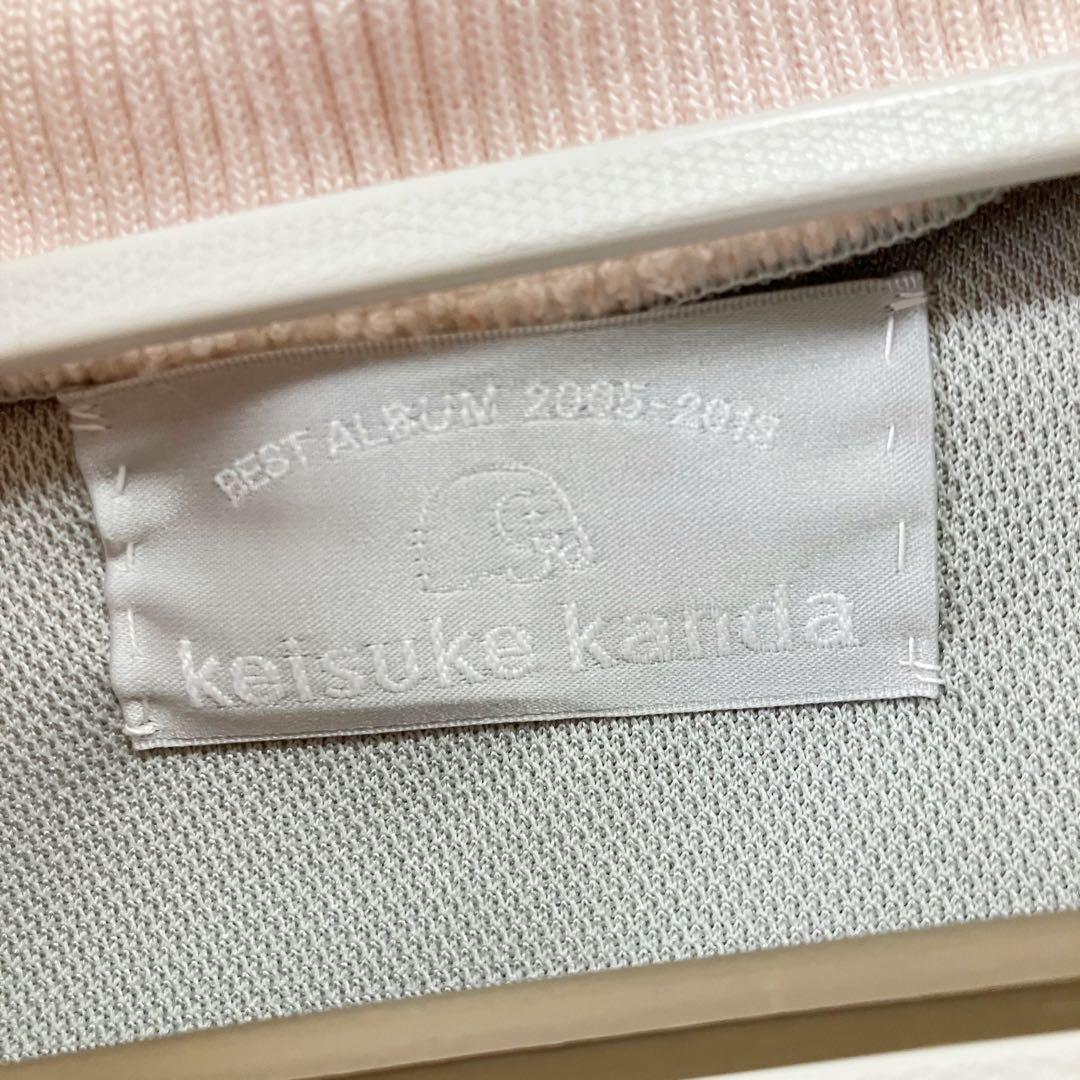 BEST ALBUM 2005-2018
keisuke kanda